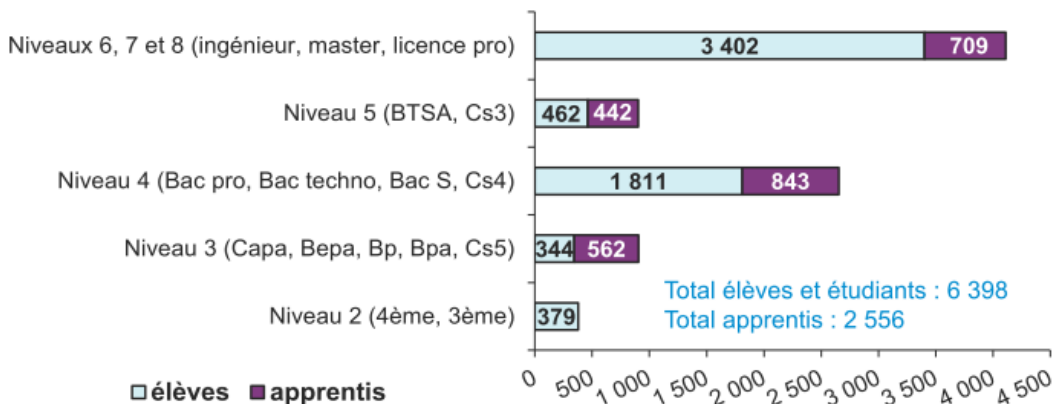 Niveaux 6, 7 et 8 (ingénieur, master, licence pro) 3 402 709
Niveau 5 (BTSA, Cs3) 462 442
Niveau 4 (Bac pro, Bac techno, Bac S, Cs4) 1 811 843
Niveau 3 (Capa, Bepa, Bp, Bpa, Cs5) 344 562
Total élèves et étudiants : 6 398
Niveau 2 (4ème, 3ème) 379
Total apprentis : 2 556
0 500 1 000 1 500 2 000 2 500 3 000 3 500 4 000 4 500
élèves apprentis